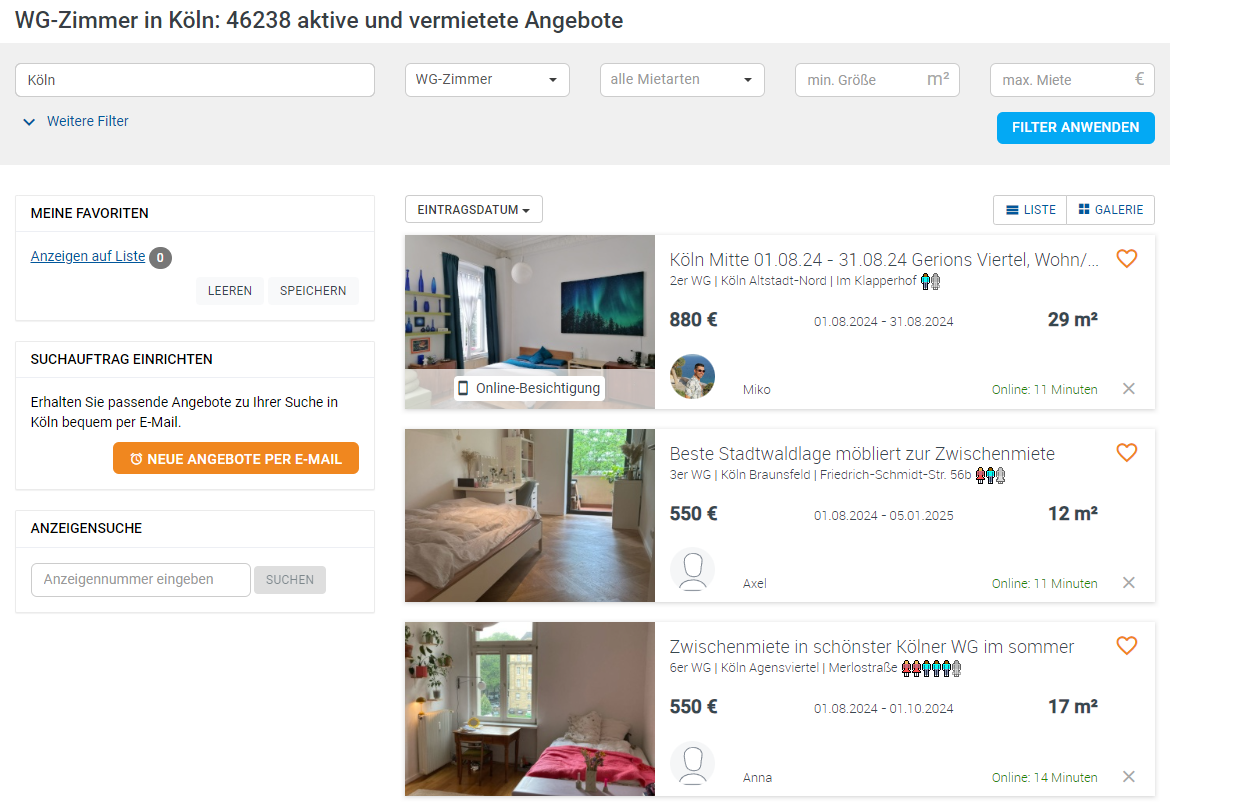 WG-Zimmer in Köln: 46238 aktive und vermietete Angebote
Köln
WG-Zimmer
alle Mietarten
min. Größe m²
max. Miete €
Weitere Filter
FILTER ANWENDEN
MEINE FAVORITEN
Anzeigen auf Liste 0
LEEREN SPEICHERN
SUCHAUFTRAG EINRICHTEN
Erhalten Sie passende Angebote zu Ihrer Suche in
Köln bequem per E-Mail.
NEUE ANGEBOTE PER E-MAIL
ANZEIGENSUCHE
Anzeigennummer eingeben SUCHEN
EINTRAGSDATUM
LISTE GALERIE
Online-Besichtigung
Köln Mitte 01.08.24 - 31.08.24 Gerions Viertel, Wohn/...
2er WG | Köln Altstadt-Nord | Im Klapperhof
880 € 01.08.2024 - 31.08.2024 29 m²
Miko Online: 11 Minuten
Beste Stadtwaldlage möbliert zur Zwischenmiete
3er WG | Köln Braunsfeld | Friedrich-Schmidt-Str. 56b
550 € 01.08.2024 - 05.01.2025 12 m²
Axel Online: 11 Minuten
Zwischenmiete in schönster Kölner WG im sommer
6er WG | Köln Agensviertel | Merlostraße
550 € 01.08.2024 - 01.10.2024 17 m²
Anna Online: 14 Minuten